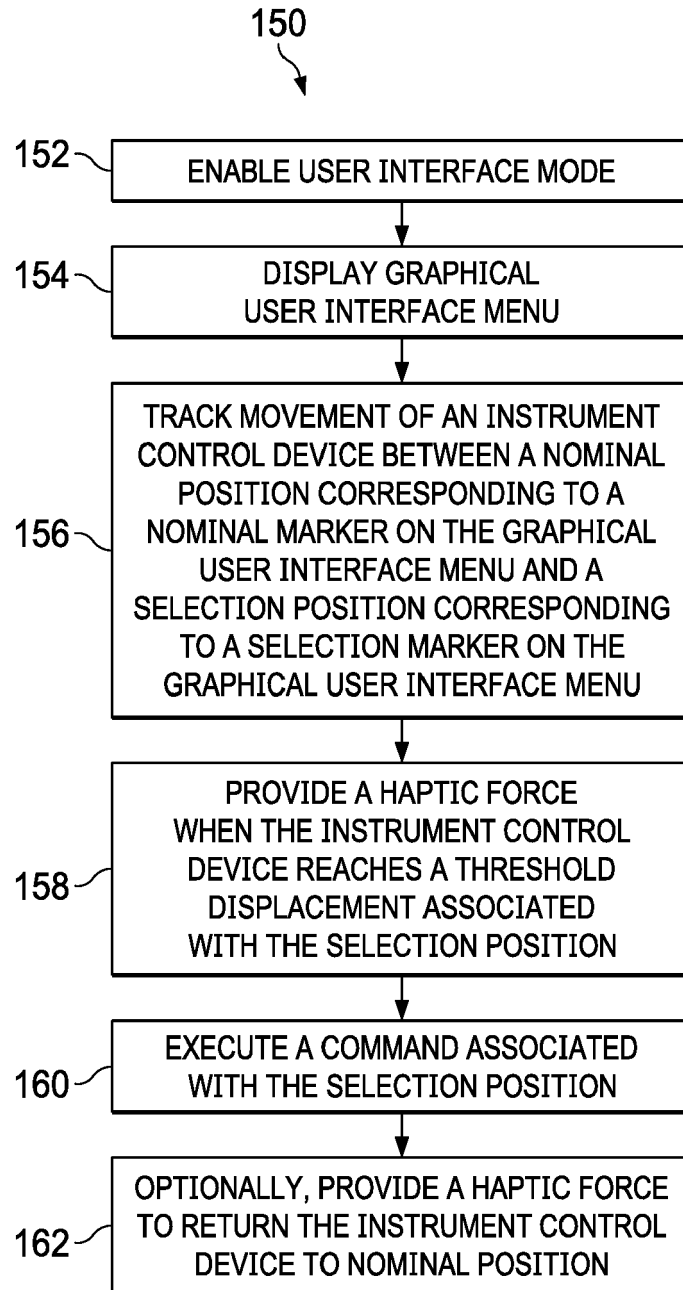 150
152
ENABLE USER INTERFACE MODE
154
DISPLAY GRAPHICAL
USER INTERFACE MENU
156
TRACK MOVEMENT OF AN INSTRUMENT
CONTROL DEVICE BETWEEN A NOMINAL
POSITION CORRESPONDING TO A
NOMINAL MARKER ON THE GRAPHICAL
USER INTERFACE MENU AND A
SELECTION POSITION CORRESPONDING
TO A SELECTION MARKER ON THE
GRAPHICAL USER INTERFACE MENU
158
PROVIDE A HAPTIC FORCE
WHEN THE INSTRUMENT CONTROL
DEVICE REACHES A THRESHOLD
DISPLACEMENT ASSOCIATED
WITH THE SELECTION POSITION
160
EXECUTE A COMMAND ASSOCIATED
WITH THE SELECTION POSITION
162
OPTIONALLY, PROVIDE A HAPTIC FORCE
TO RETURN THE INSTRUMENT CONTROL
DEVICE TO NOMINAL POSITION